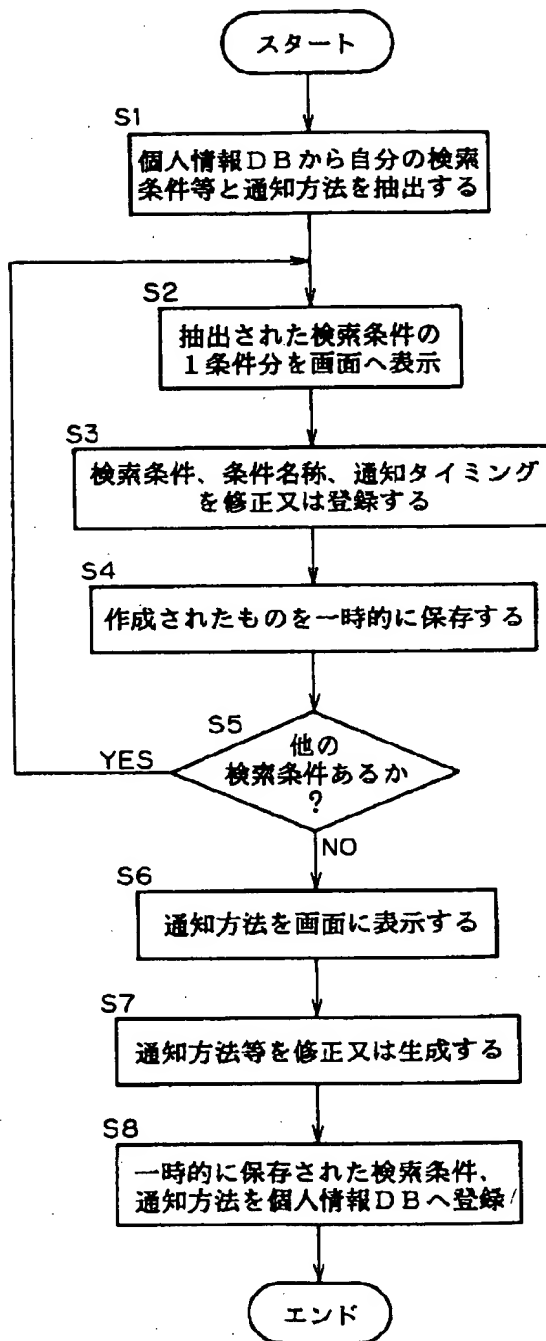 スタート
S1
個人情報DBから自分の検索
条件等と通知方法を抽出する
S2
抽出された検索条件の
1条件分を画面へ表示
S3
検索条件、条件名称、通知タイミング
を修正又は登録する
S4
作成されたものを一時的に保存する
S5
他の
検索条件あるか
?
YES
NO
S6
通知方法を画面に表示する
S7
通知方法等を修正又は生成する
S8
一時的に保存された検索条件、
通知方法を個人情報DBへ登録
エンド